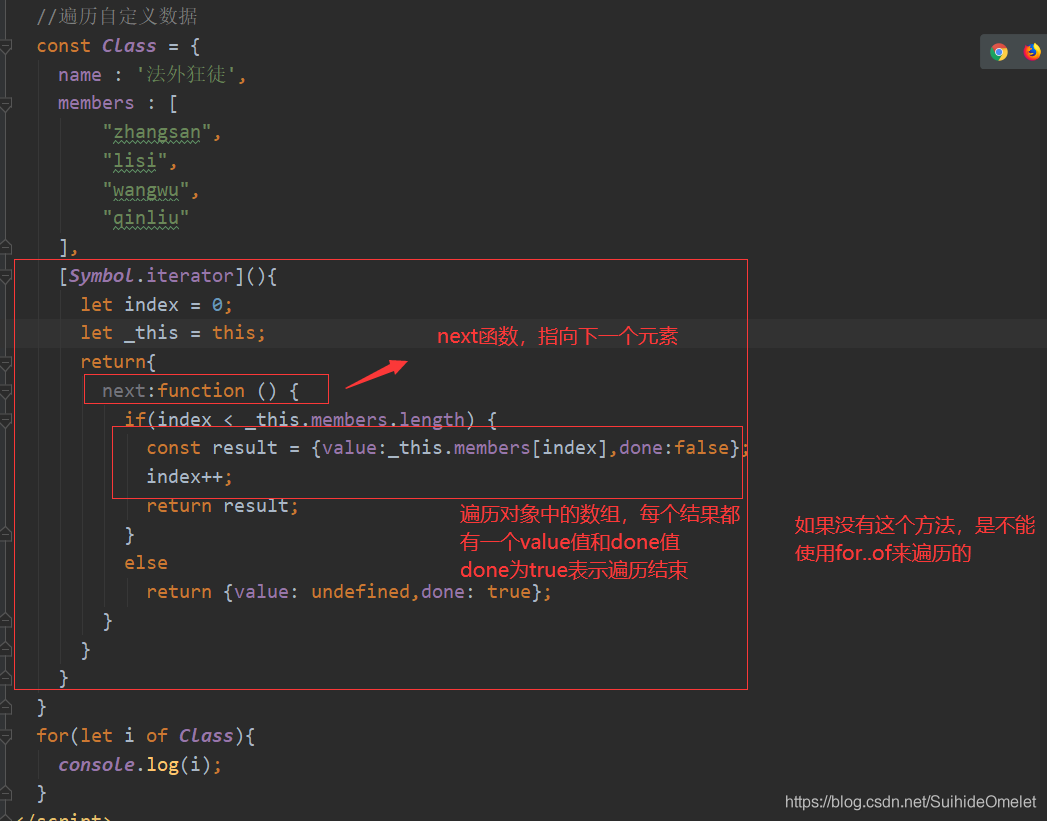 //遍历自定义数据
const Class = {
name : '法外狂徒',
members : [
"zhangsan",
"lisi",
"wangwu",
"qinliu"
],
[Symbol.iterator](){
let index = 0;
let _this = this;
next函数，指向下一个元素
return{
next:function () {
if(index < _this.members.length) {
const result = {value:_this.members[index],done:false};
index++;
return result;
遍历对象中的数组，每个结果都
有一个value值和done值
done为true表示遍历结束
如果没有这个方法，是不能
使用for..of来遍历的
}
else
return {value: undefined,done: true};
}
}
}
}
for(let i of Class){
console.log(i);
}
</script>
https://blog.csdn.net/SuihideOmelet